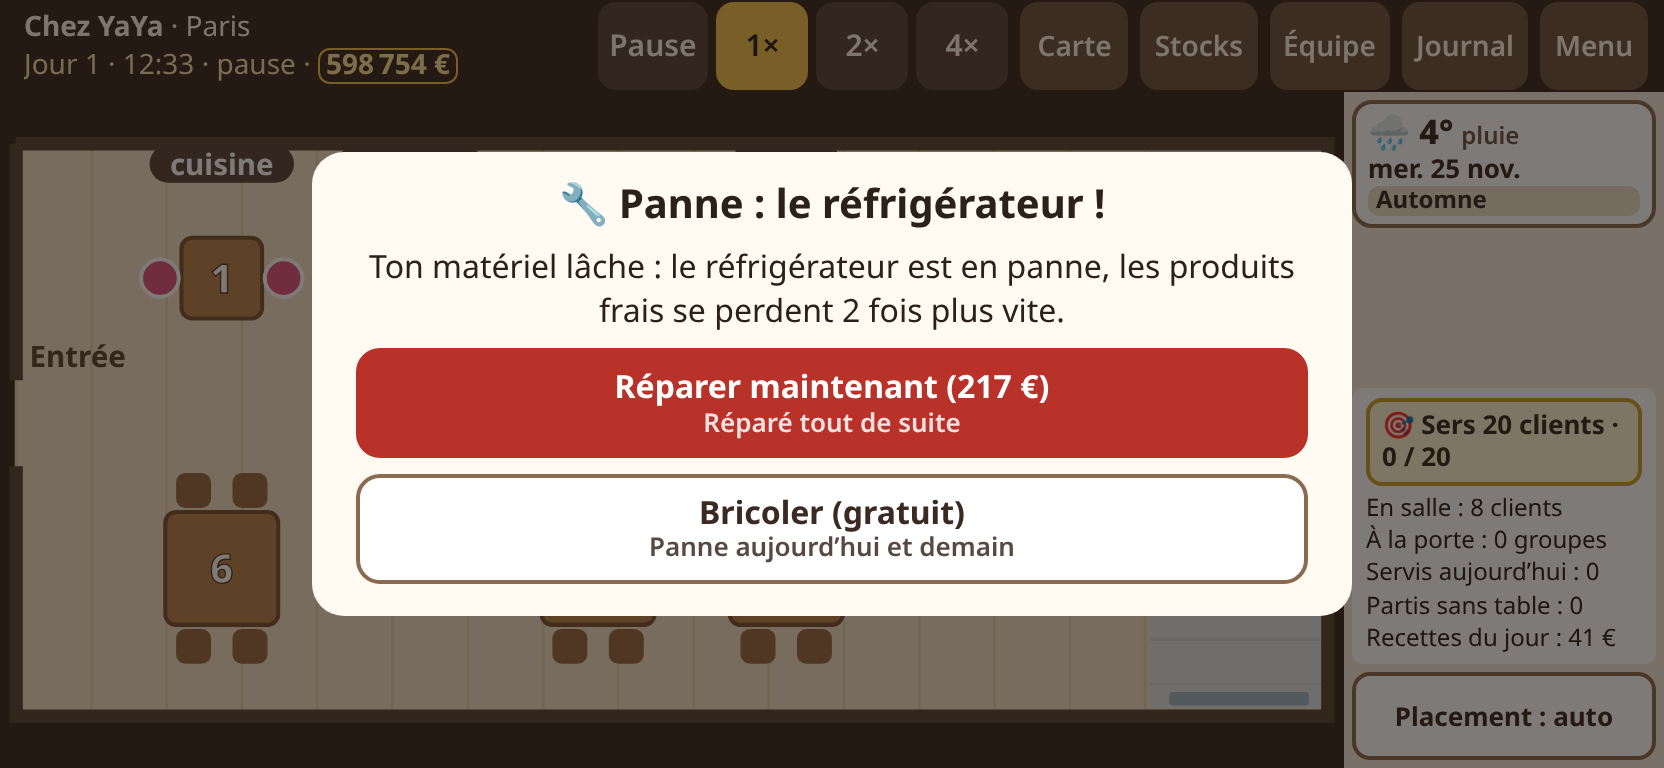 Chez YaYa · Paris
Jour 1 · 12:33 · pause · 598 754 €
Pause
1×
2×
4×
Carte
Stocks
Équipe
Journal
Menu
cuisine
1
Entrée
6
🔧 Panne : le réfrigérateur !
Ton matériel lâche : le réfrigérateur est en panne, les produits
frais se perdent 2 fois plus vite.
Réparer maintenant (217 €)
Réparé tout de suite
Bricoler (gratuit)
Panne aujourd’hui et demain
🌧️ 4° pluie
mer. 25 nov.
Automne
🎯 Sers 20 clients ·
0 / 20
En salle : 8 clients
À la porte : 0 groupes
Servis aujourd’hui : 0
Partis sans table : 0
Recettes du jour : 41 €
Placement : auto